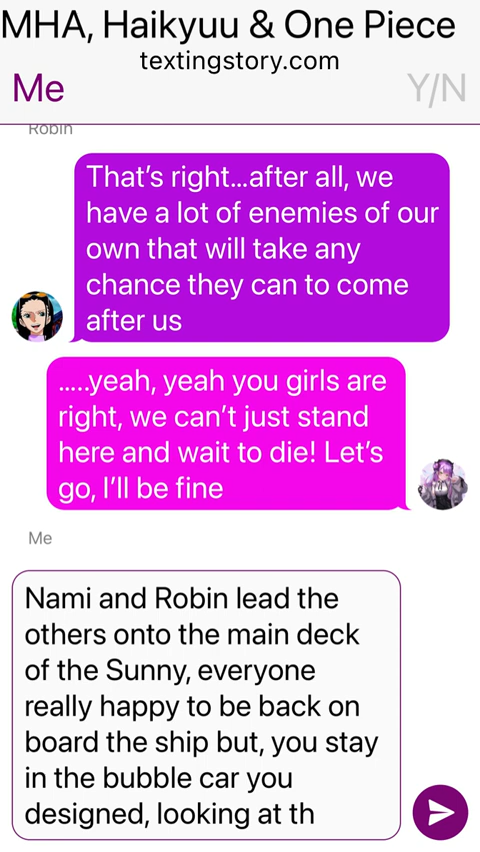 MHA, Haikyuu & One Piece
textingstory.com
Me
Y/N
Robin
That's right...after all, we
have a lot of enemies of our
own that will take any
chance they can to come
after us
.....yeah, yeah you girls are
right, we can't just stand
here and wait to die! Let's
go, I'll be fine
Me
Nami and Robin lead the
others onto the main deck
of the Sunny, everyone
really happy to be back on
board the ship but, you stay
in the bubble car you
designed, looking at th